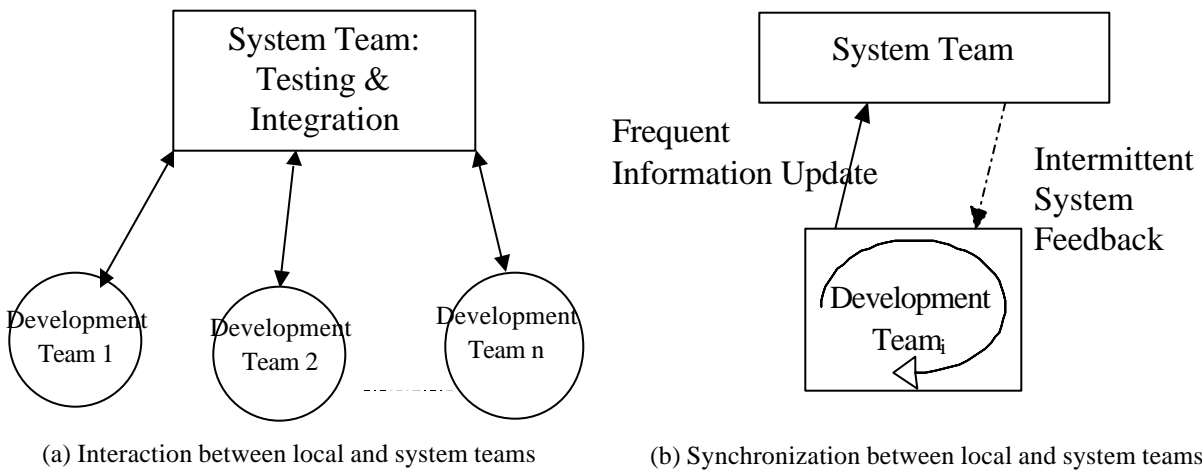 System Team:
Testing &
Integration
Development
Team 1
Development
Team 2
Development
Team n
(a) Interaction between local and system teams
System Team
Frequent
Information Update
Intermittent
System
Feedback
Development
Teamᵢ
(b) Synchronization between local and system teams